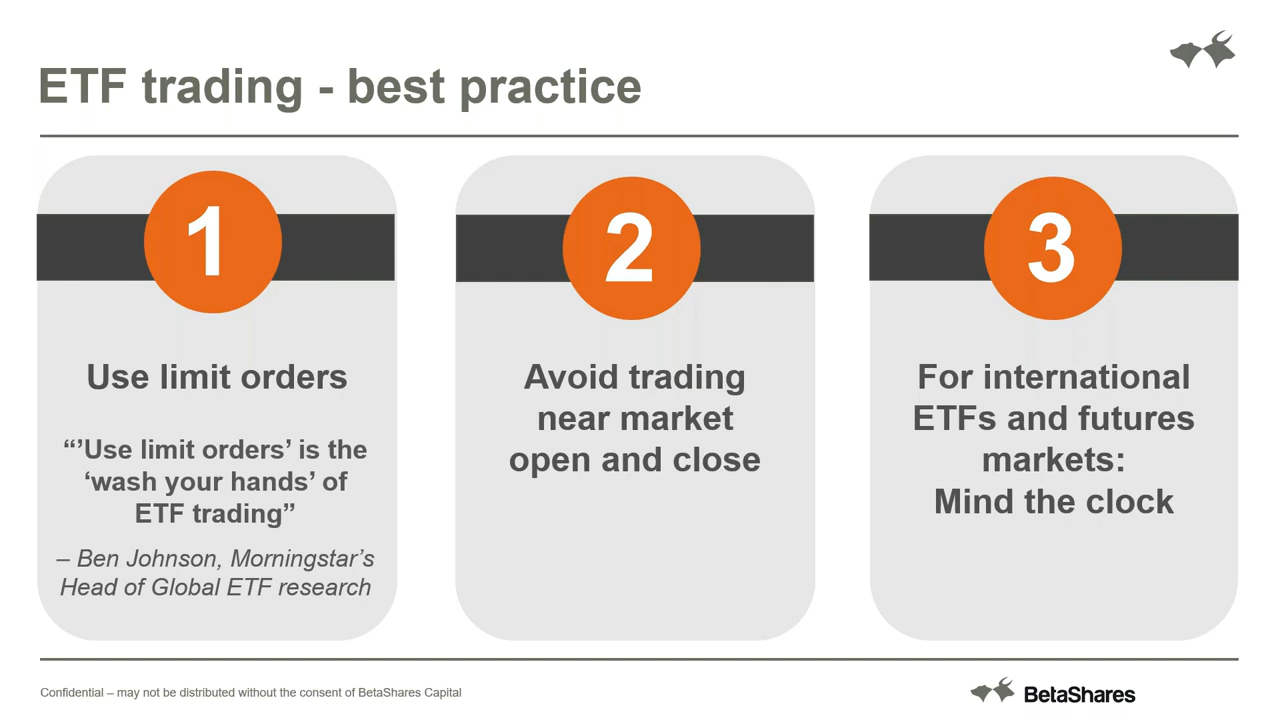 ETF trading - best practice
1
Use limit orders
“’Use limit orders’ is the
‘wash your hands’ of
ETF trading”
– Ben Johnson, Morningstar’s
Head of Global ETF research
2
Avoid trading
near market
open and close
3
For international
ETFs and futures
markets:
Mind the clock
Confidential – may not be distributed without the consent of BetaShares Capital
BetaShares